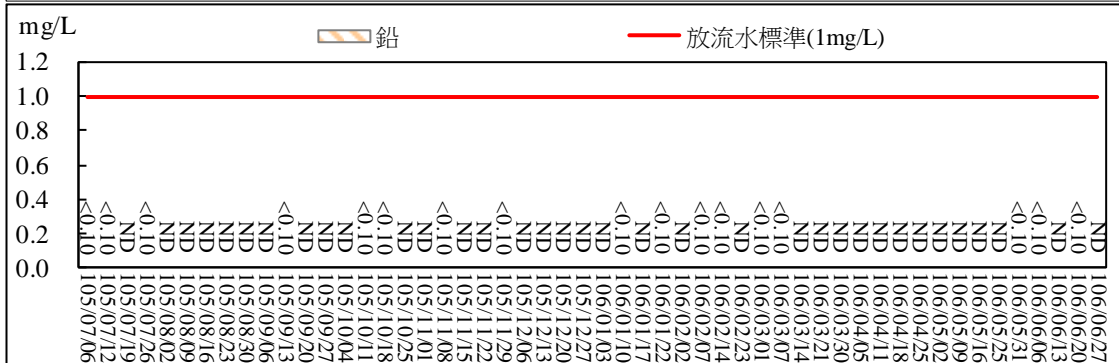 mg/L
鉛
放流水標準(1mg/L)
1.2
1.0
0.8
0.6
0.4
0.2
0.0
<0.10
<0.10
ND
<0.10
ND
ND
ND
ND
ND
ND
<0.10
ND
ND
ND
<0.10
<0.10
ND
ND
<0.10
ND
ND
<0.10
ND
ND
ND
ND
ND
<0.10
ND
<0.10
ND
<0.10
<0.10
ND
<0.10
<0.10
ND
ND
ND
ND
ND
ND
ND
ND
ND
ND
ND
<0.10
<0.10
ND
<0.10
ND
105/07/06
105/07/12
105/07/19
105/07/26
105/08/02
105/08/09
105/08/16
105/08/23
105/08/30
105/09/06
105/09/13
105/09/20
105/09/27
105/10/04
105/10/11
105/10/18
105/10/25
105/11/01
105/11/08
105/11/15
105/11/22
105/11/29
105/12/06
105/12/13
105/12/20
105/12/27
106/01/03
106/01/10
106/01/17
106/01/22
106/02/02
106/02/07
106/02/14
106/02/23
106/03/01
106/03/07
106/03/14
106/03/21
106/03/30
106/04/05
106/04/11
106/04/18
106/04/25
106/05/02
106/05/09
106/05/16
106/05/25
106/05/31
106/06/06
106/06/13
106/06/20
106/06/27